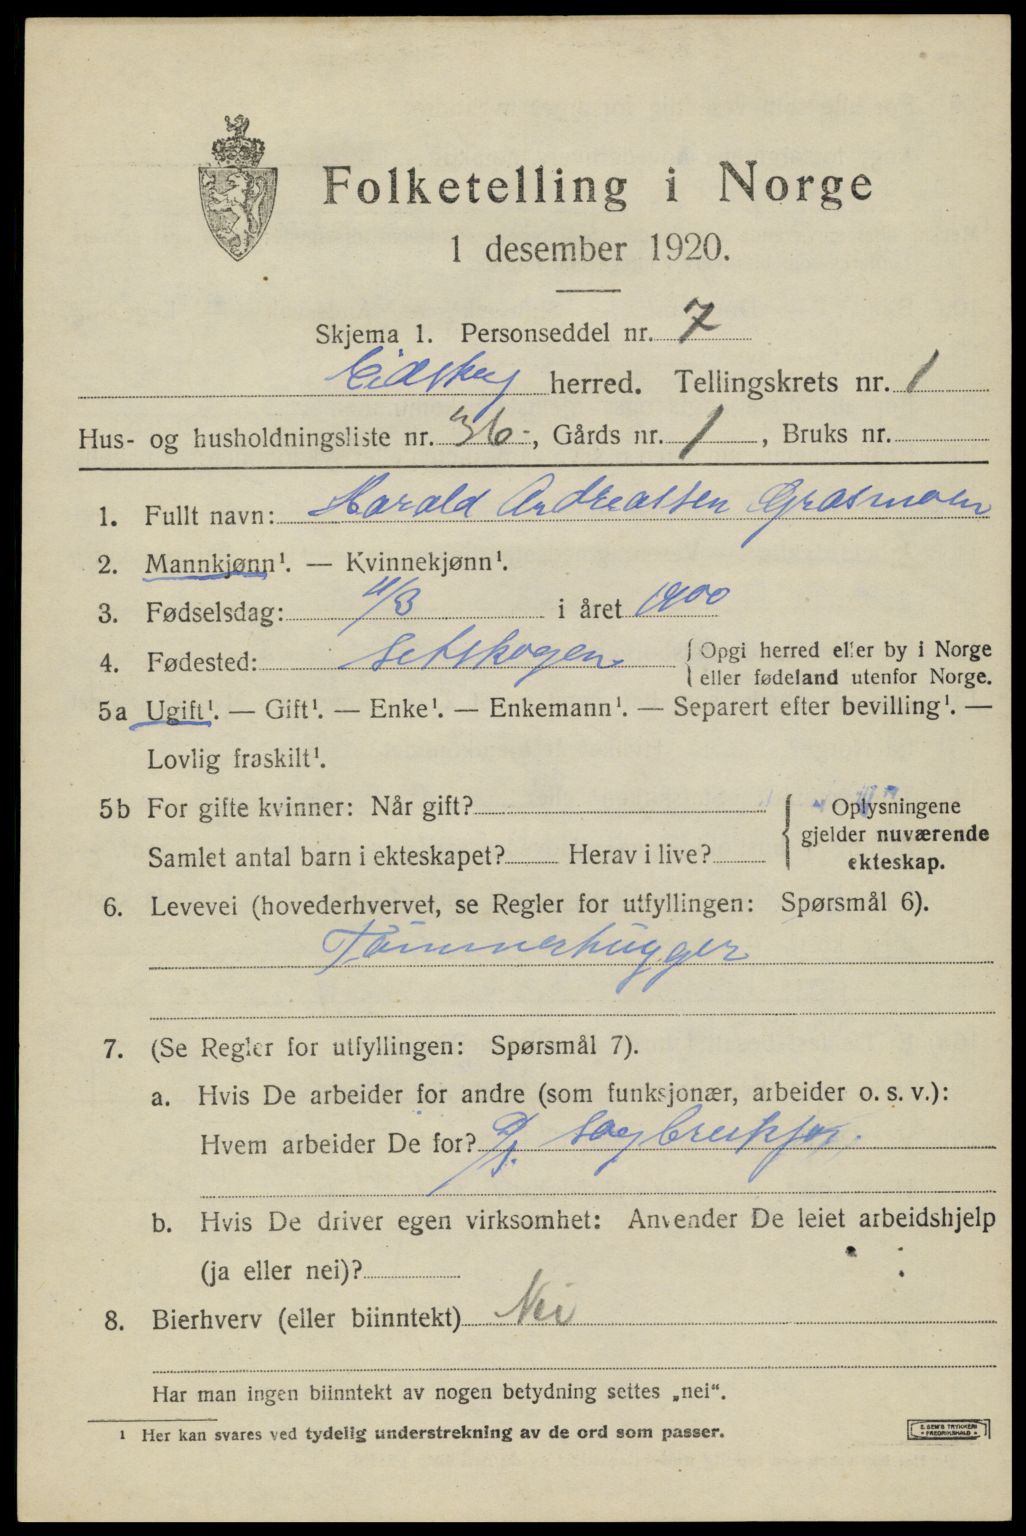 Folketelling i Norge
1 desember 1920.
Skjema 1. Personseddel nr. 7
Eidskog herred. Tellingskrets nr. 1
Hus- og husholdningsliste nr. 36, Gårds nr. 1, Bruks nr.
1. Fullt navn: Harald Andreassen Grasmoen
2. Mannkjønn¹. — Kvinnekjønn¹.
3. Fødselsdag: 4/3 i året 1900
4. Fødested: Setskogen { Opgi herred eller by i Norge
eller fødeland utenfor Norge.
5a Ugift¹. — Gift¹. — Enke¹. — Enkemann¹. — Separert efter bevilling¹. —
Lovlig fraskilt¹.
5b For gifte kvinner: Når gift? { Oplysningene
gjelder nuværende
Samlet antal barn i ekteskapet? Herav i live? ekteskap.
6. Levevei (hovederhvervet, se Regler for utfyllingen: Spørsmål 6).
Tømmerhugger
7. (Se Regler for utfyllingen: Spørsmål 7).
a. Hvis De arbeider for andre (som funksjonær, arbeider o. s. v.):
Hvem arbeider De for? A/S.
b. Hvis De driver egen virksomhet: Anvender De leiet arbeidshjelp
(ja eller nei)?
8. Bierhverv (eller biinntekt) Nei
Har man ingen biinntekt av nogen betydning settes „nei“.
¹ Her kan svares ved tydelig understrekning av de ord som passer.
E. SEM'S TRYKKERI
FREDRIKSHALD